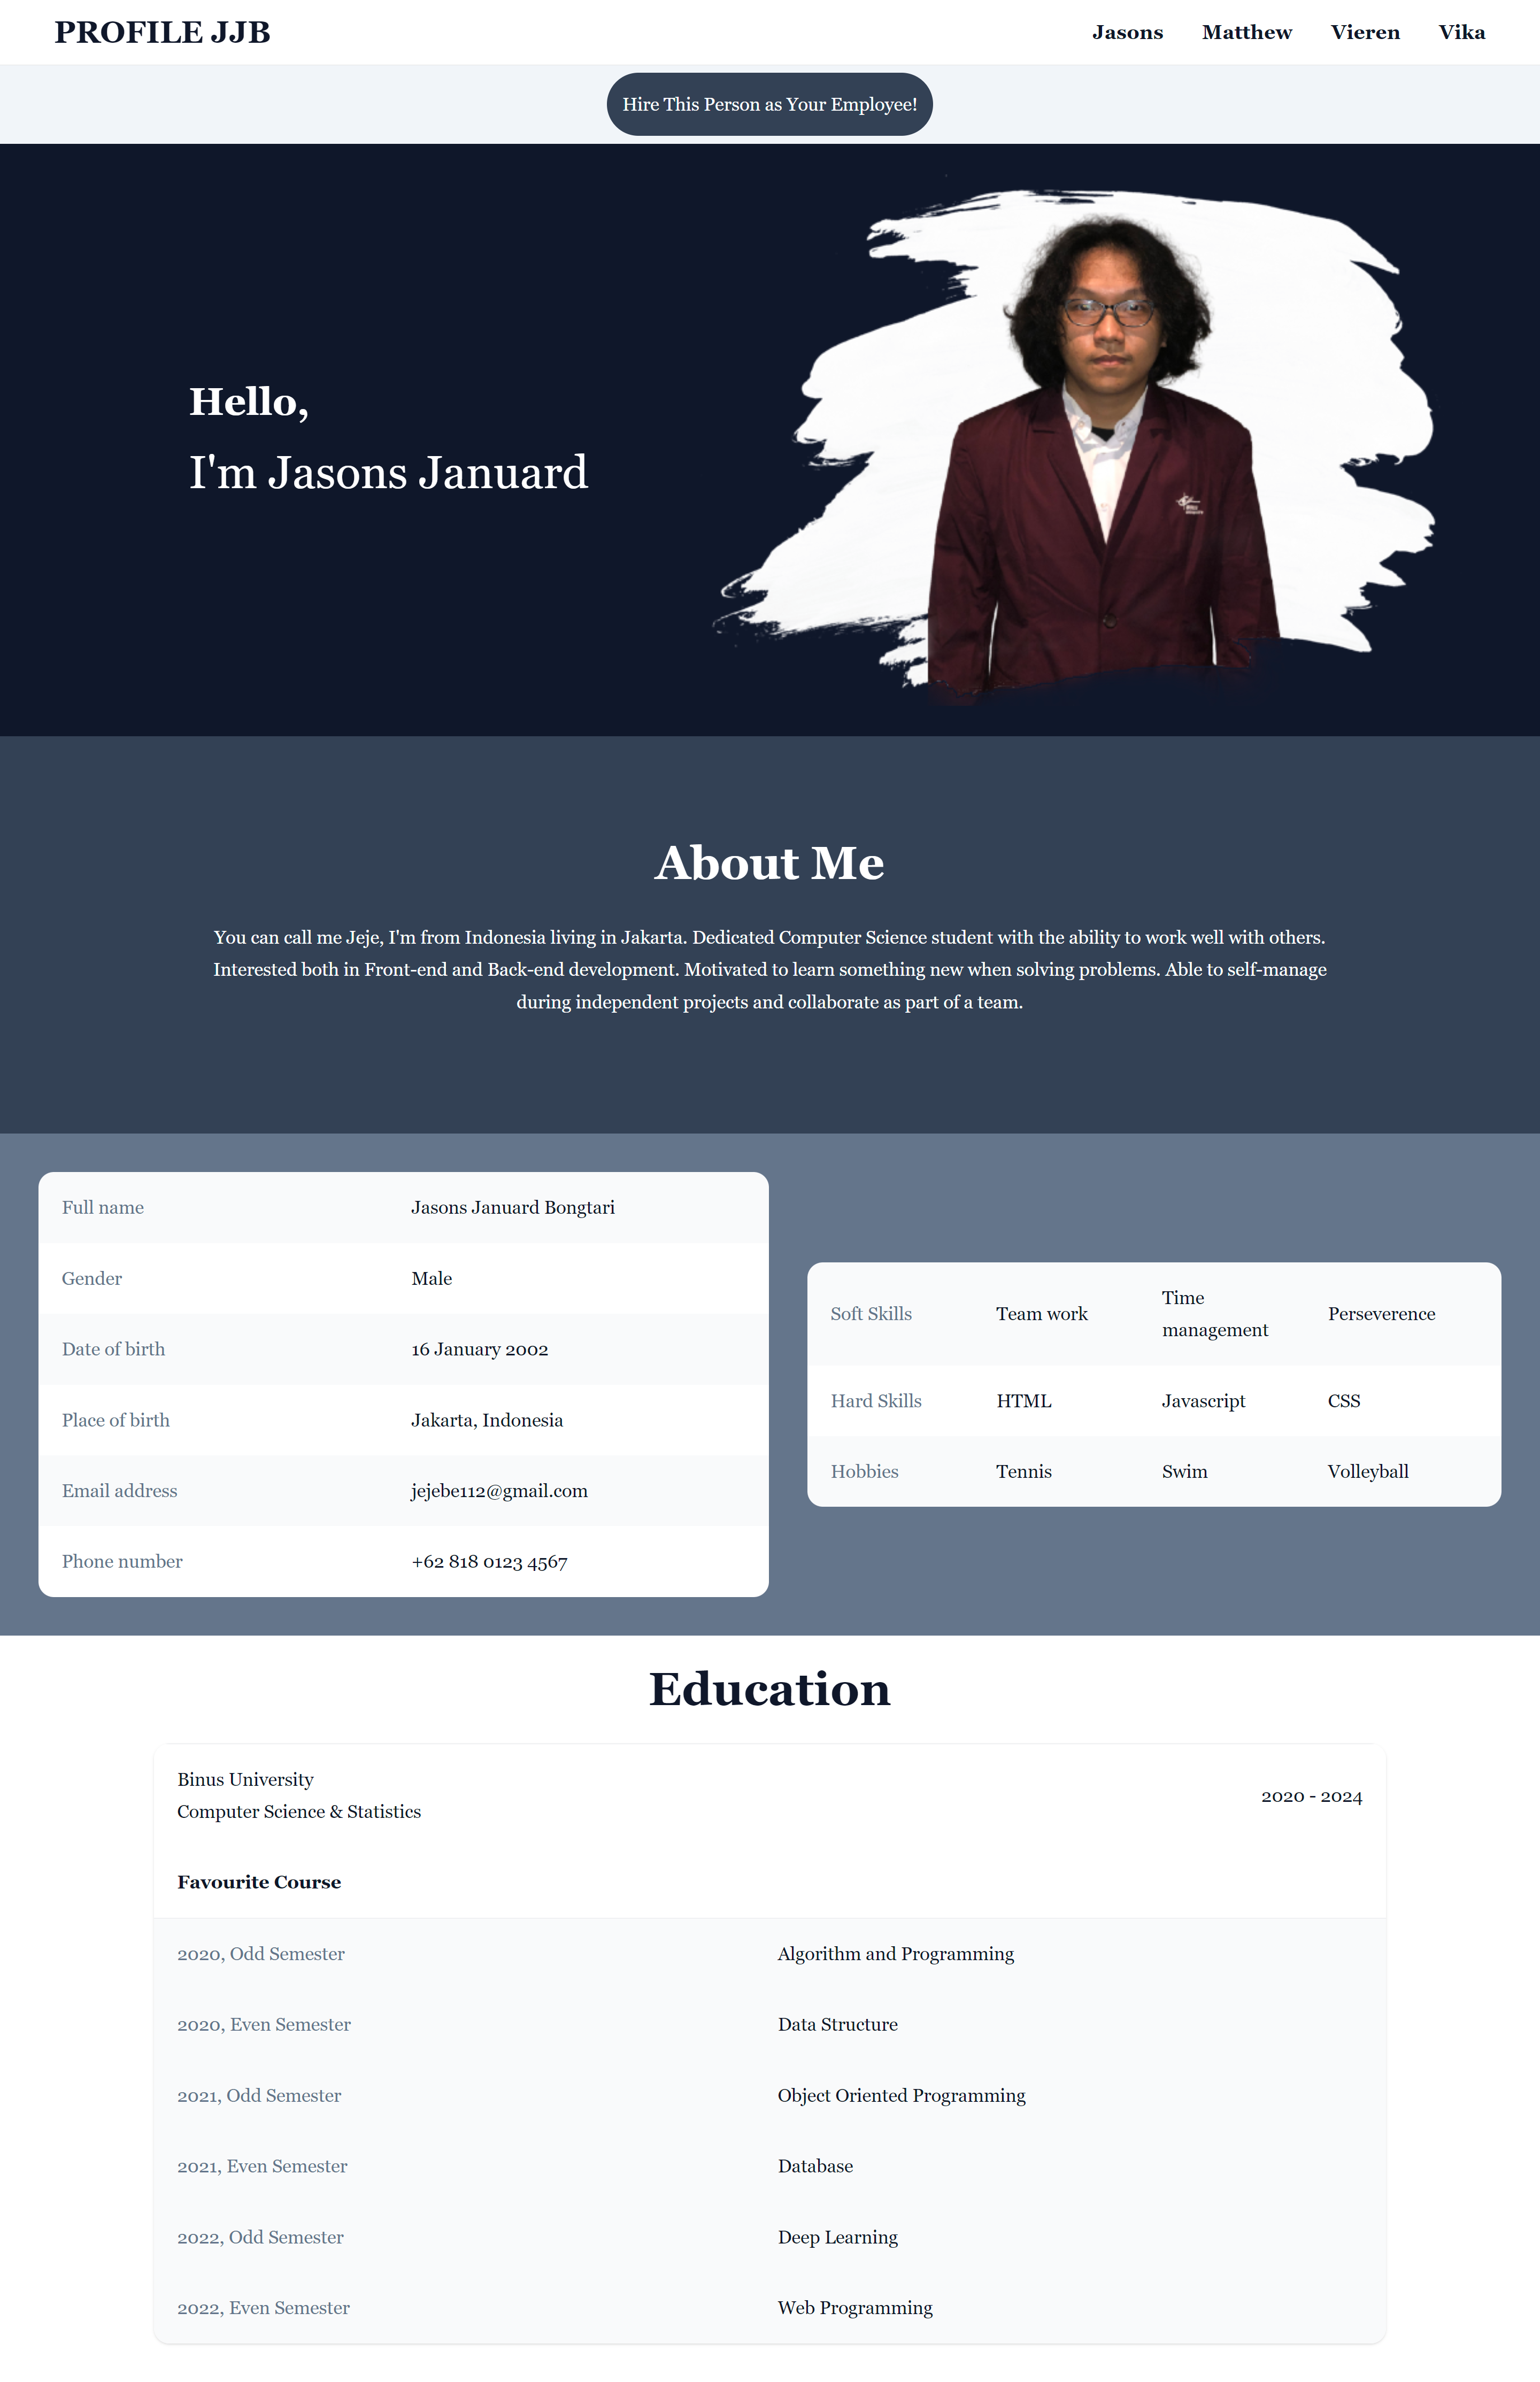 PROFILE JJB
Jasons
Matthew
Vieren
Vika
Hire This Person as Your Employee!
Hello,
I'm Jasons Januard
About Me
You can call me Jeje, I'm from Indonesia living in Jakarta. Dedicated Computer Science student with the ability to work well with others.
Interested both in Front-end and Back-end development. Motivated to learn something new when solving problems. Able to self-manage
during independent projects and collaborate as part of a team.
Full name Jasons Januard Bongtari
Gender Male
Date of birth 16 January 2002
Place of birth Jakarta, Indonesia
Email address jejebe112@gmail.com
Phone number +62 818 0123 4567
Soft Skills Team work Time management Perseverence
Hard Skills HTML Javascript CSS
Hobbies Tennis Swim Volleyball
Education
Binus University
Computer Science & Statistics
2020 - 2024
Favourite Course
2020, Odd Semester Algorithm and Programming
2020, Even Semester Data Structure
2021, Odd Semester Object Oriented Programming
2021, Even Semester Database
2022, Odd Semester Deep Learning
2022, Even Semester Web Programming